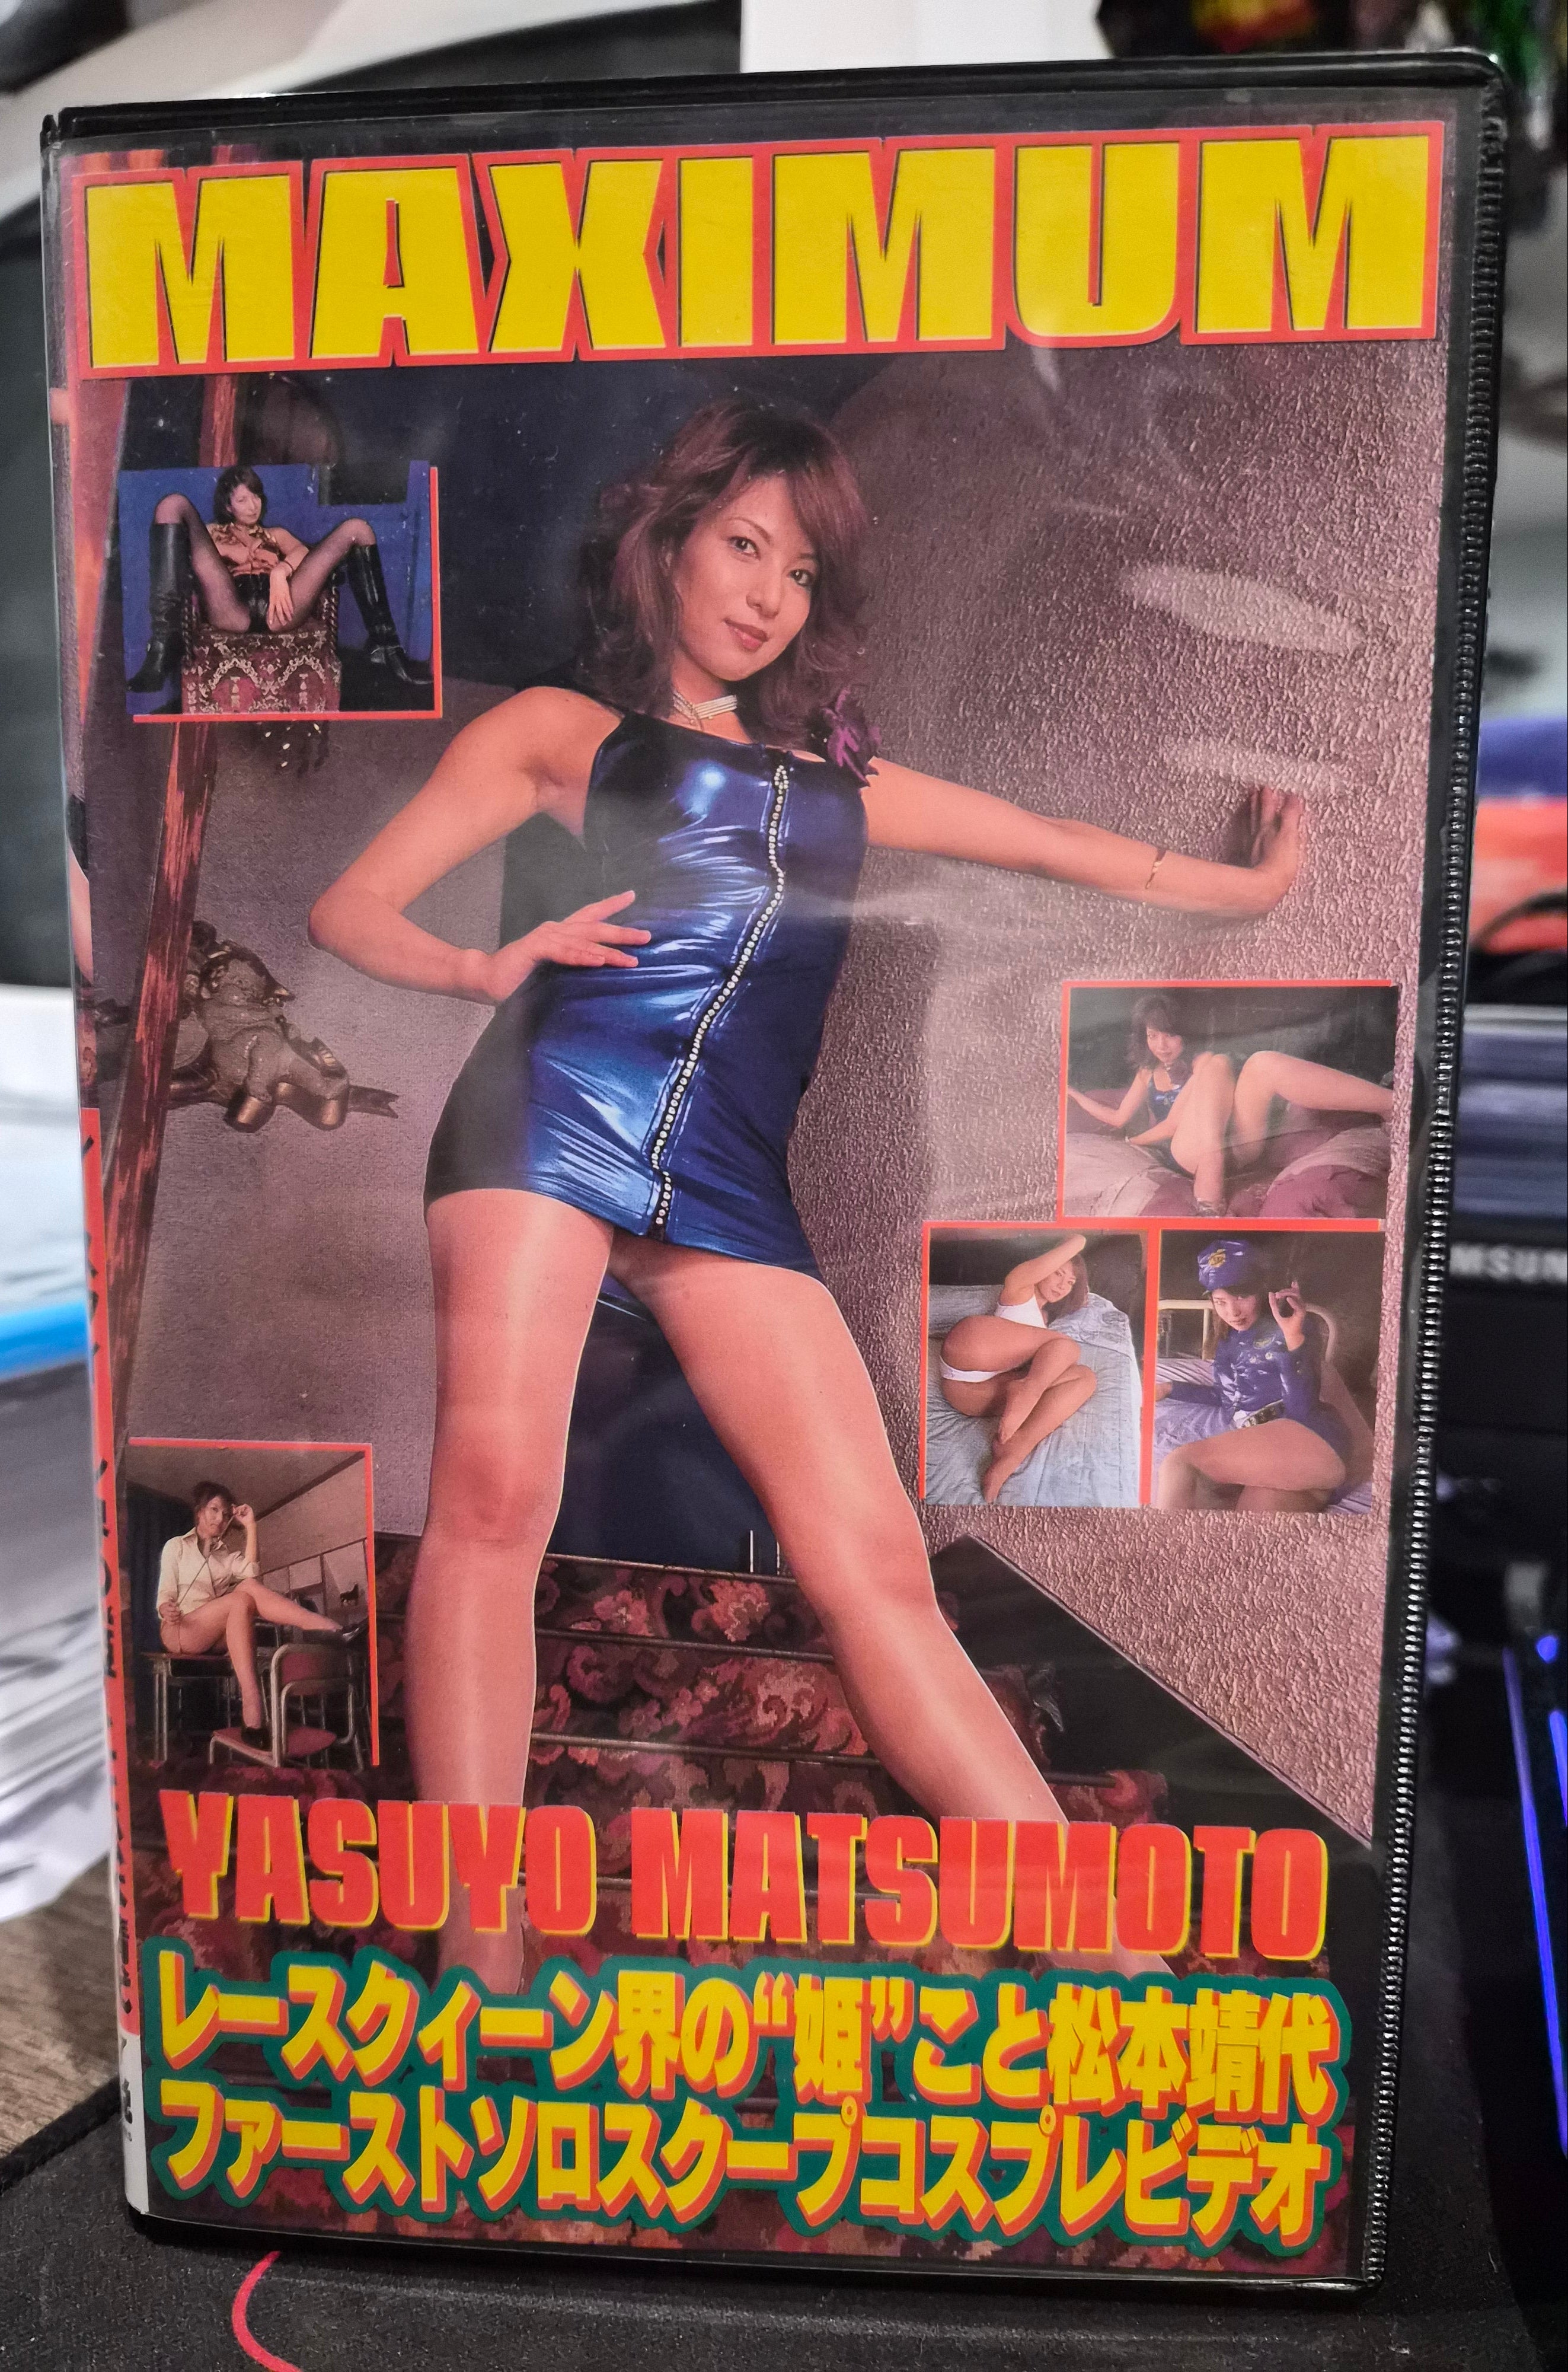 MAXIMUM
YASUYO MATSUMOTO
レースクィーン界の“姫”こと松本靖代
ファーストソロスクープコスプレビデオ
MSUN